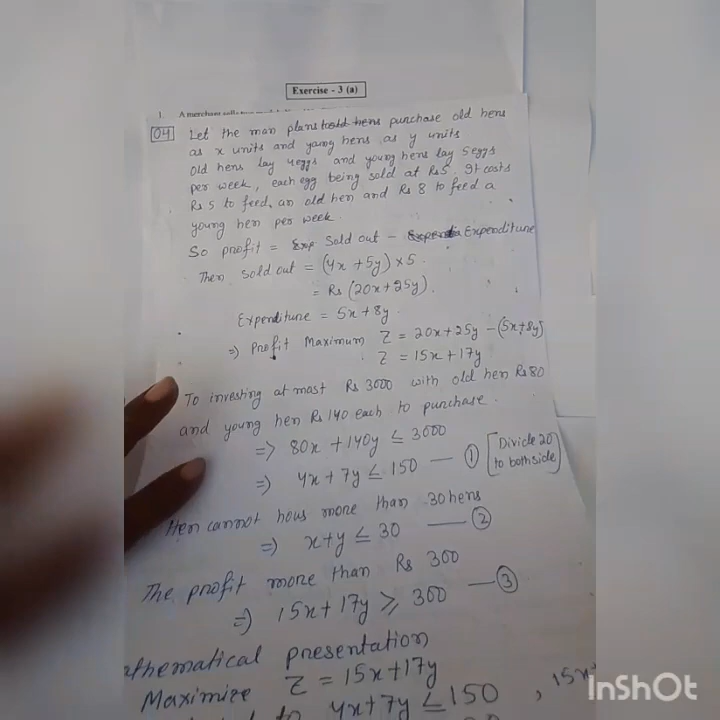 Exercise - 3 (a)
1. A merchant sells
04 Let the man plans purchase old hens
as x units and young hens as y units
old hens lay 4eggs and young hens lay 5eggs
per week, each egg being sold at Rs5. It costs
Rs 5 to feed an old hen and Rs 8 to feed a
young hen per week.
So profit = Exp Sold out - Expenditure
Then Sold out = (4x + 5y) × 5.
= Rs (20x + 25y).
Expenditure = 5x + 8y.
=> Profit Maximum Z = 20x + 25y - (5x + 8y)
Z = 15x + 17y
To investing at most Rs 3000 with old hen Rs 80
and young hen Rs 140 each to purchase.
=> 80x + 140y ≤ 3000
=> 4x + 7y ≤ 150 — ① [Divide 20 to both side]
Hen cannot hous more than 30 hens
=> x + y ≤ 30 — ②
The profit more than Rs 300
=> 15x + 17y ≥ 300 — ③
athematical presentation
Maximize Z = 15x + 17y
4x + 7y ≤ 150 , 15x
InShOt